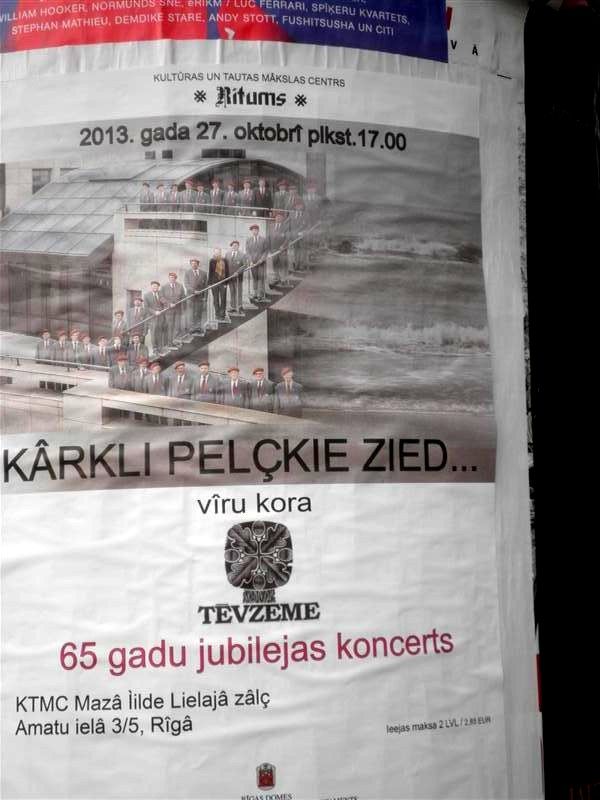 WILLIAM HOOKER, NORMUNDS ŠNĒ, eRIKM / LUC FERRARI, SPĪĶERU KVARTETS,
STEPHAN MATHIEU, DEMDIKE STARE, ANDY STOTT, FUSHITSUSHA UN CITI
V Â
KULTŪRAS UN TAUTAS MĀKSLAS CENTRS
Ritums
2013. gada 27. oktobrî plkst.17.00
KÂRKLI PELÇKIE ZIED...
vîru kora
TĒVZEME
65 gadu jubilejas koncerts
KTMC Mazâ Ìilde Lielajâ zâlç
Amatu ielâ 3/5, Rîgâ
Ieejas maksa 2 LVL / 2,85 EUR
RĪGAS DOMES